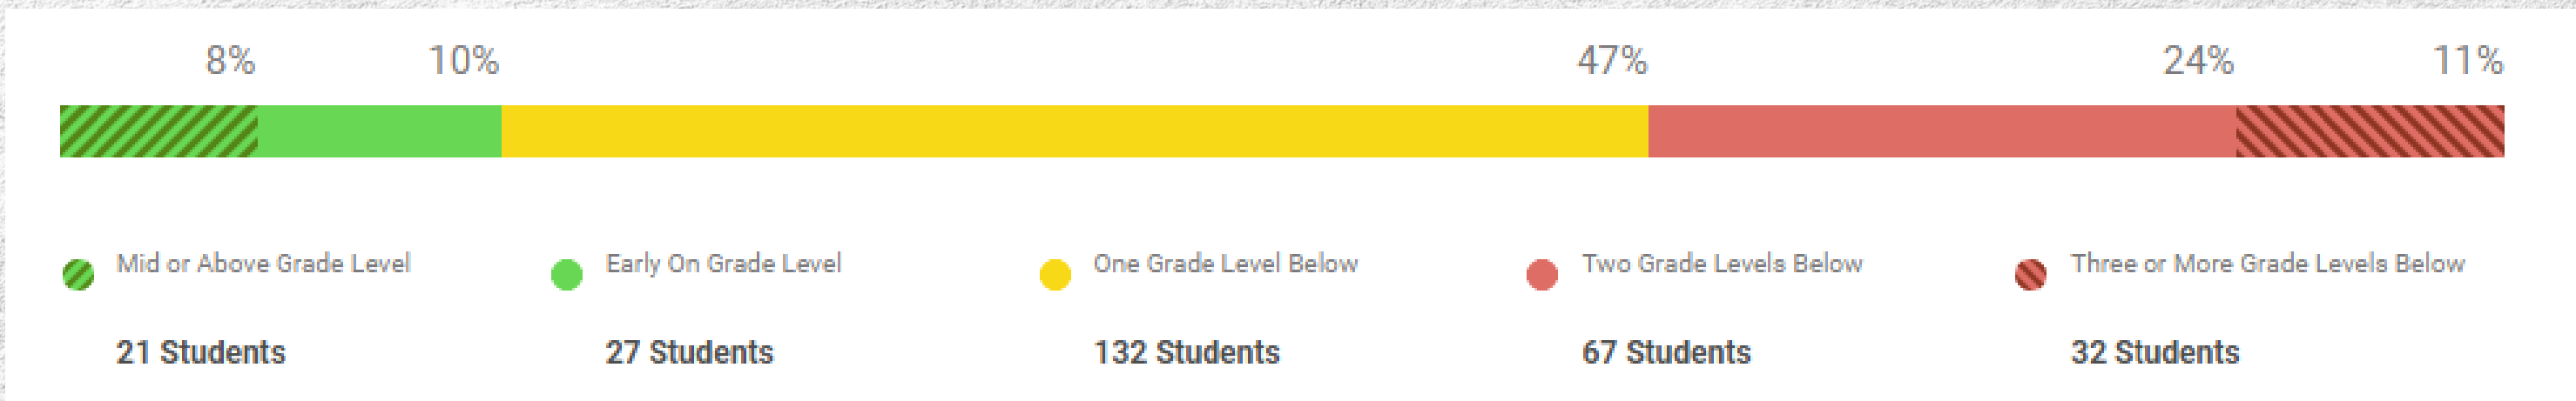 8% 10% 47% 24% 11%
Mid or Above Grade Level Early On Grade Level One Grade Level Below Two Grade Levels Below Three or More Grade Levels Below
21 Students 27 Students 132 Students 67 Students 32 Students